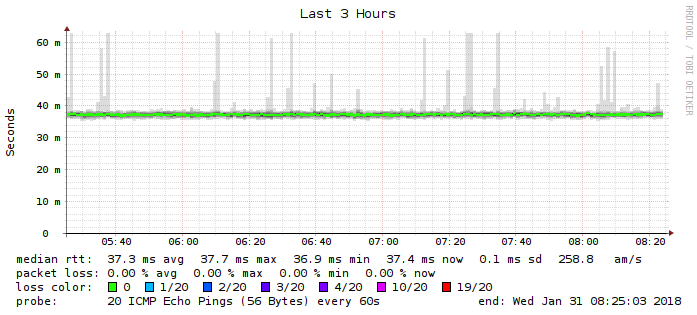 Last 3 Hours
RRDTOOL / TOBI OETIKER
Seconds
60 m
50 m
40 m
30 m
20 m
10 m
0
05:40 06:00 06:20 06:40 07:00 07:20 07:40 08:00 08:20
median rtt: 37.3 ms avg 37.7 ms max 36.9 ms min 37.4 ms now 0.1 ms sd 258.8 am/s
packet loss: 0.00 % avg 0.00 % max 0.00 % min 0.00 % now
loss color: 0 1/20 2/20 3/20 4/20 10/20 19/20
probe: 20 ICMP Echo Pings (56 Bytes) every 60s end: Wed Jan 31 08:25:03 2018